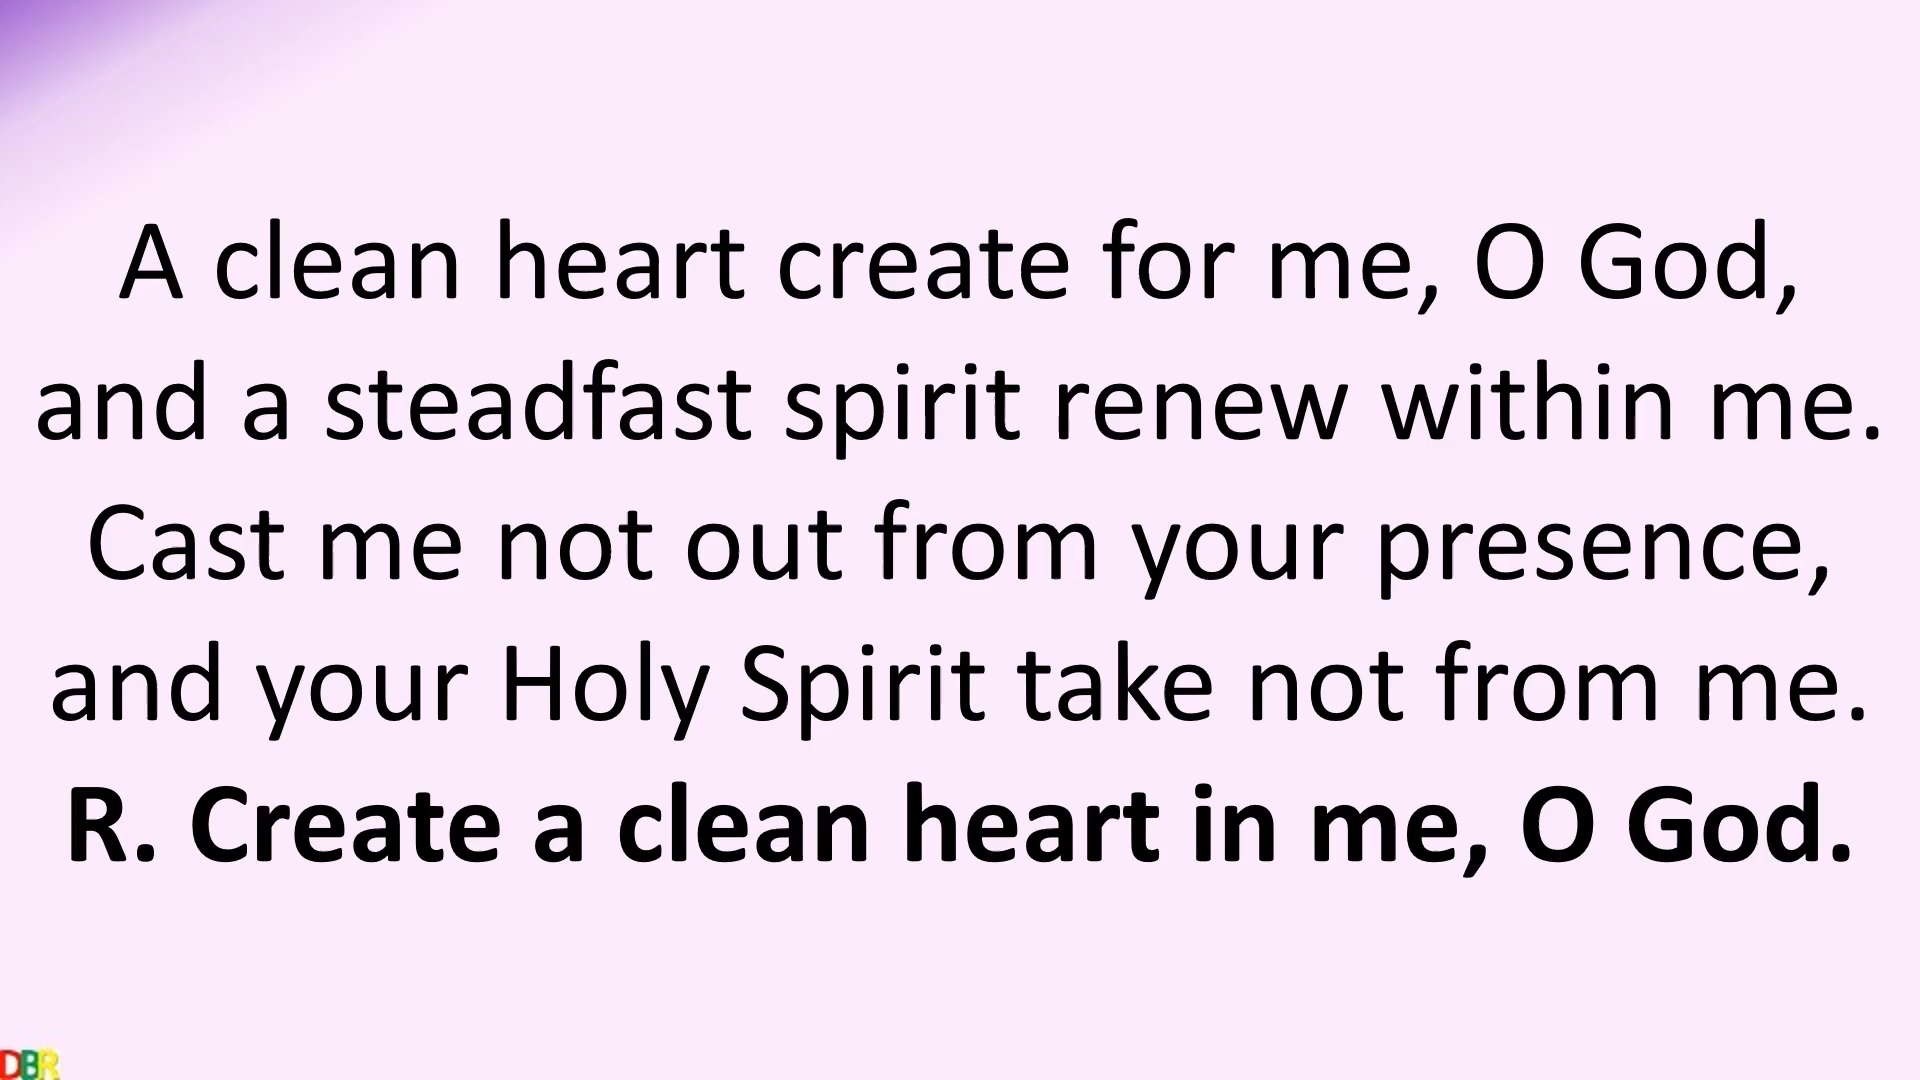 A clean heart create for me, O God,
and a steadfast spirit renew within me.
Cast me not out from your presence,
and your Holy Spirit take not from me.
R. Create a clean heart in me, O God.
DBR